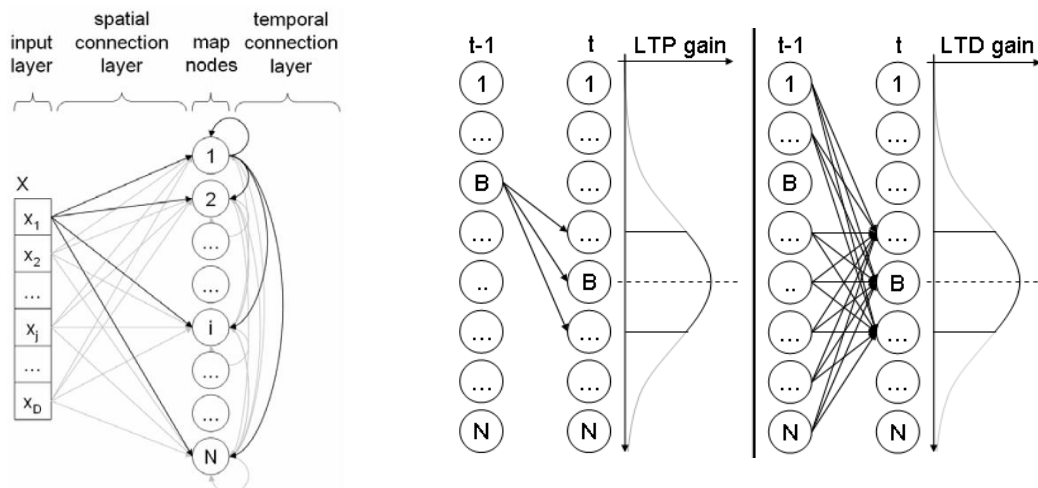 input layer
spatial connection layer
map nodes
temporal connection layer
X
x1
x2
...
xj
...
xD
1
2
...
...
i
...
...
N
t-1
t
LTP gain
1
...
B
...
..
...
...
N
1
...
...
...
B
...
...
N
t-1
t
LTD gain
1
...
B
...
..
...
...
N
1
...
...
...
B
...
...
N